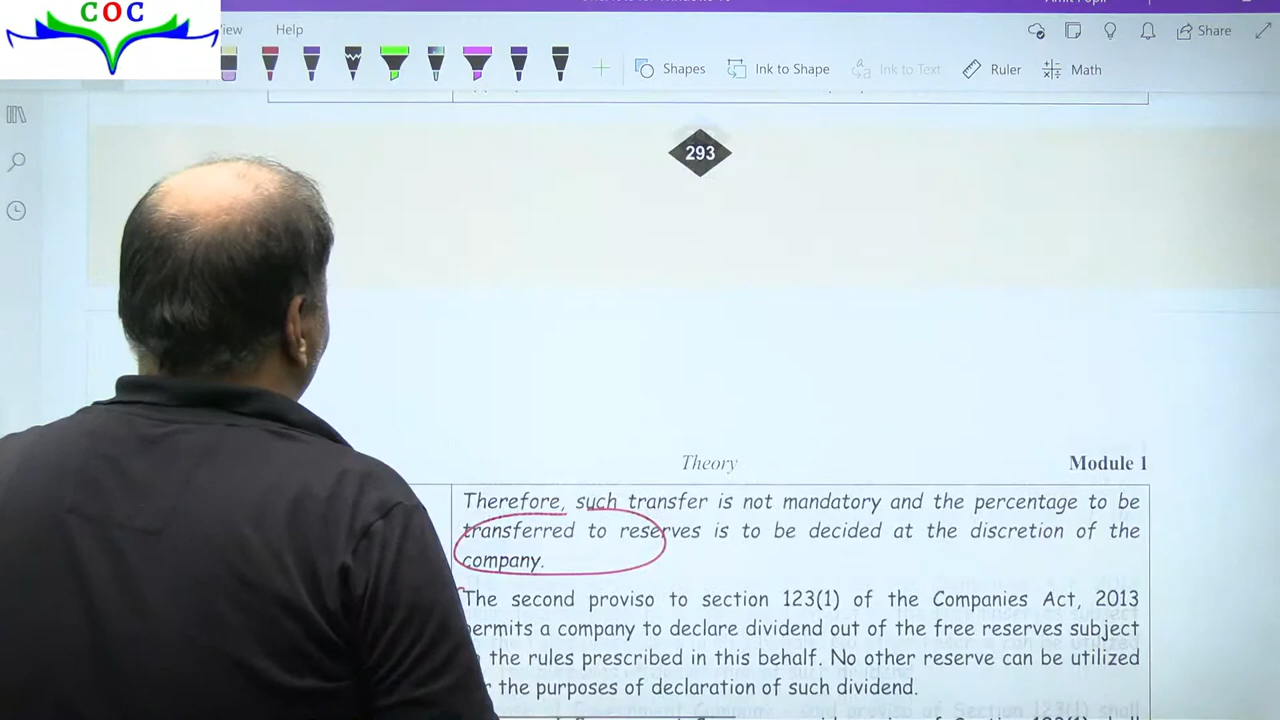 COC
View
Help
Shapes
Ink to Shape
Ink to Text
Ruler
Math
Share
293
Theory
Module 1
Therefore, such transfer is not mandatory and the percentage to be
transferred to reserves is to be decided at the discretion of the
company.
The second proviso to section 123(1) of the Companies Act, 2013
permits a company to declare dividend out of the free reserves subject
the rules prescribed in this behalf. No other reserve can be utilized
the purposes of declaration of such dividend.